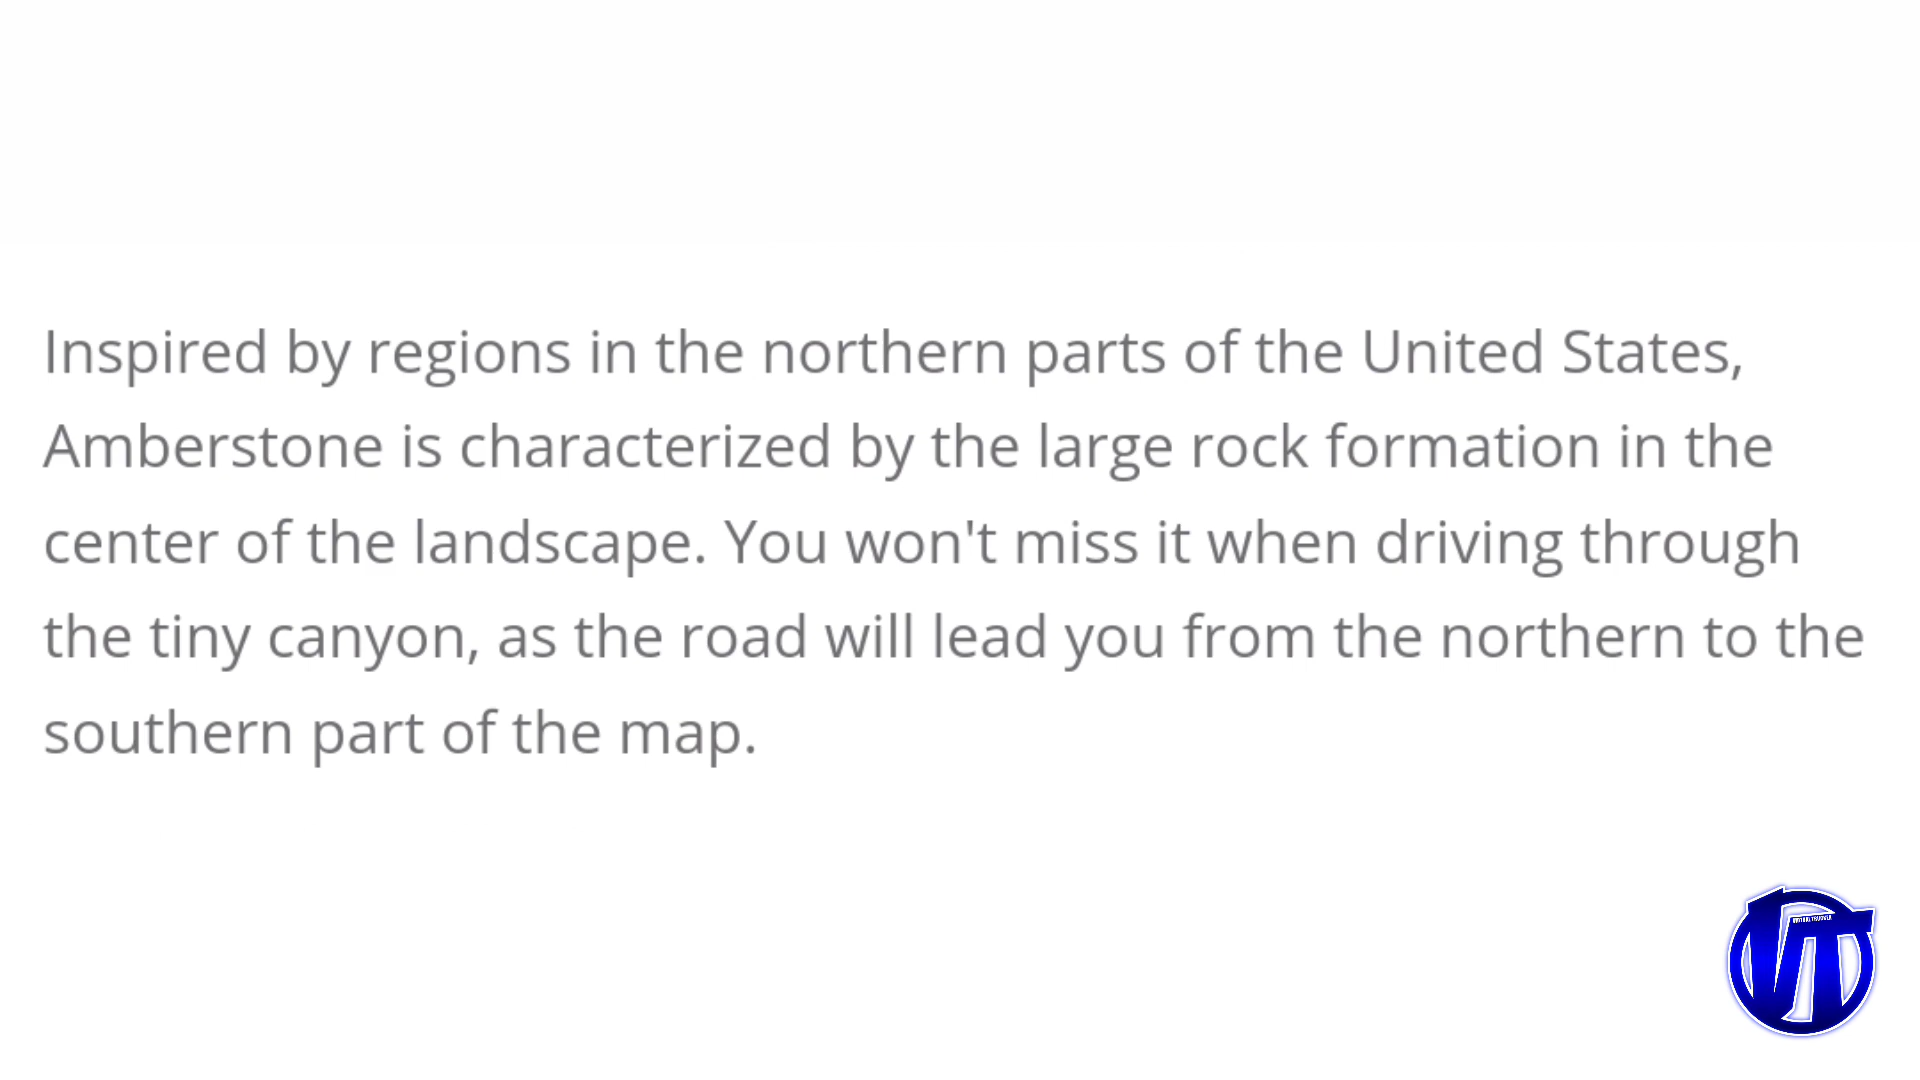 Inspired by regions in the northern parts of the United States,
Amberstone is characterized by the large rock formation in the
center of the landscape. You won't miss it when driving through
the tiny canyon, as the road will lead you from the northern to the
southern part of the map.
VT